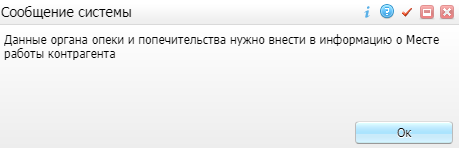 Сообщение системы
Данные органа опеки и попечительства нужно внести в информацию о Месте
работы контрагента
Ок